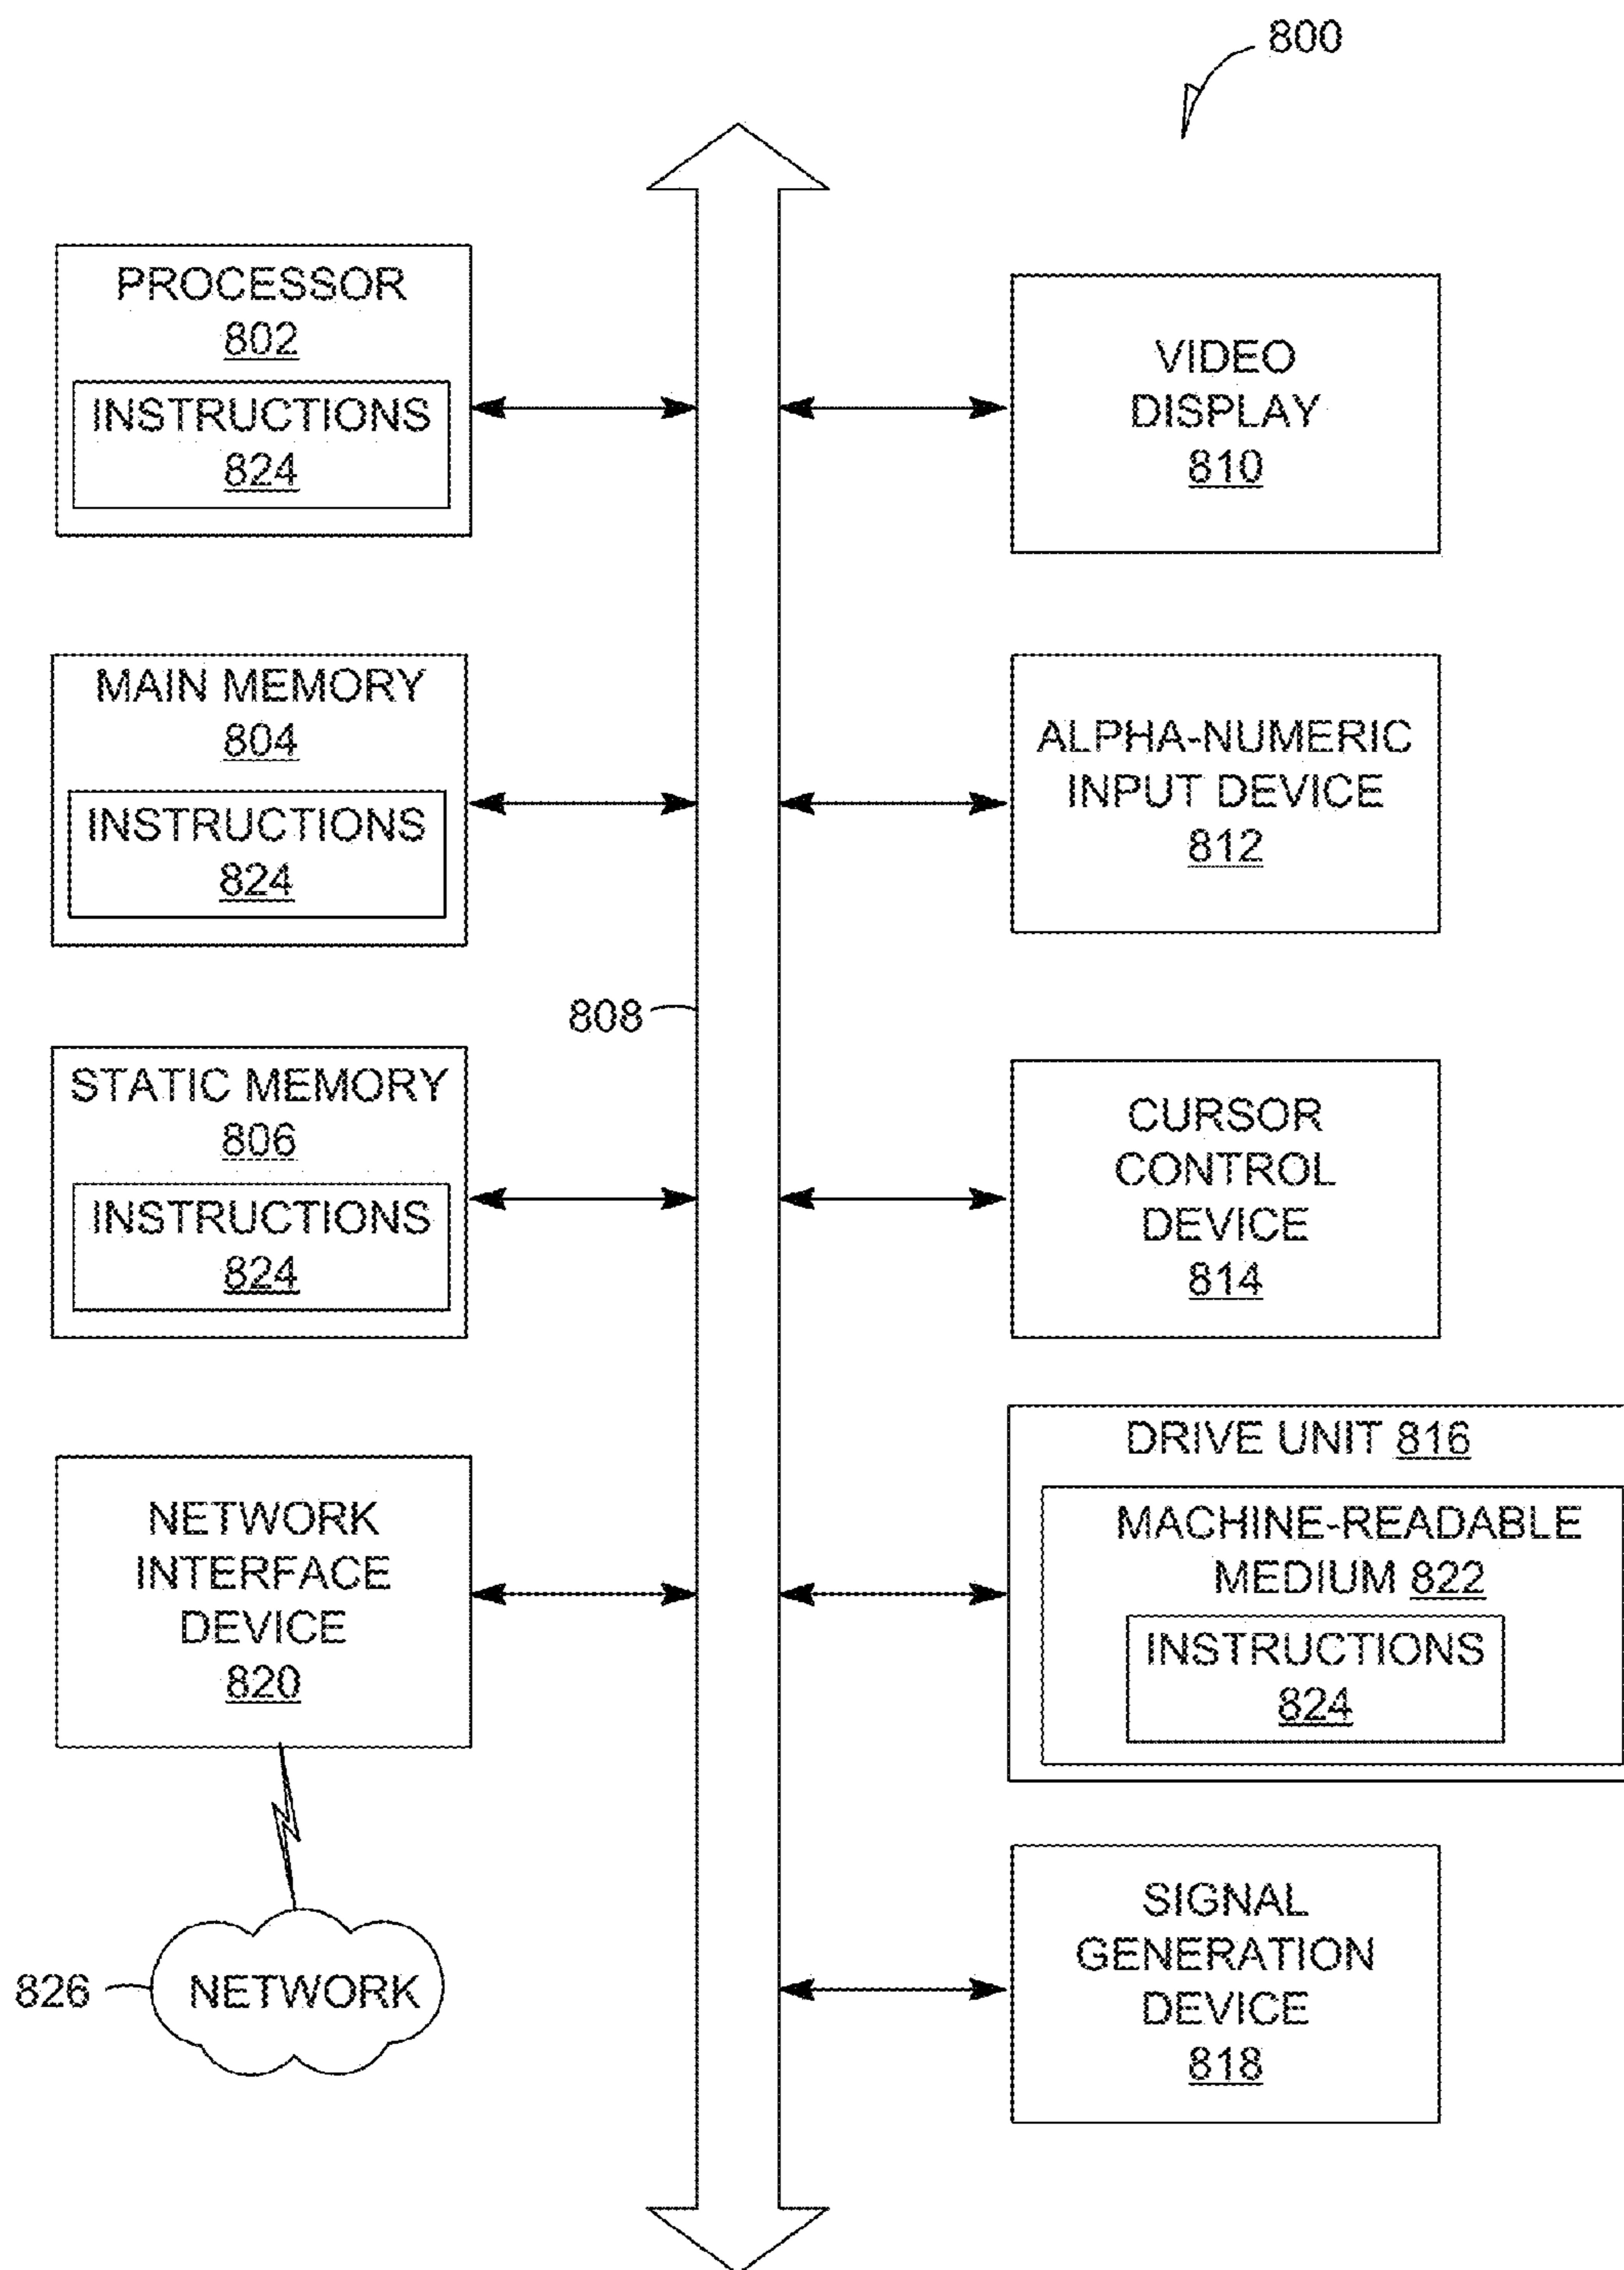 800
PROCESSOR
802
INSTRUCTIONS
824
VIDEO
DISPLAY
810
MAIN MEMORY
804
INSTRUCTIONS
824
ALPHA-NUMERIC
INPUT DEVICE
812
808
STATIC MEMORY
806
INSTRUCTIONS
824
CURSOR
CONTROL
DEVICE
814
NETWORK
INTERFACE
DEVICE
820
DRIVE UNIT 816
MACHINE-READABLE
MEDIUM 822
INSTRUCTIONS
824
826
NETWORK
SIGNAL
GENERATION
DEVICE
818